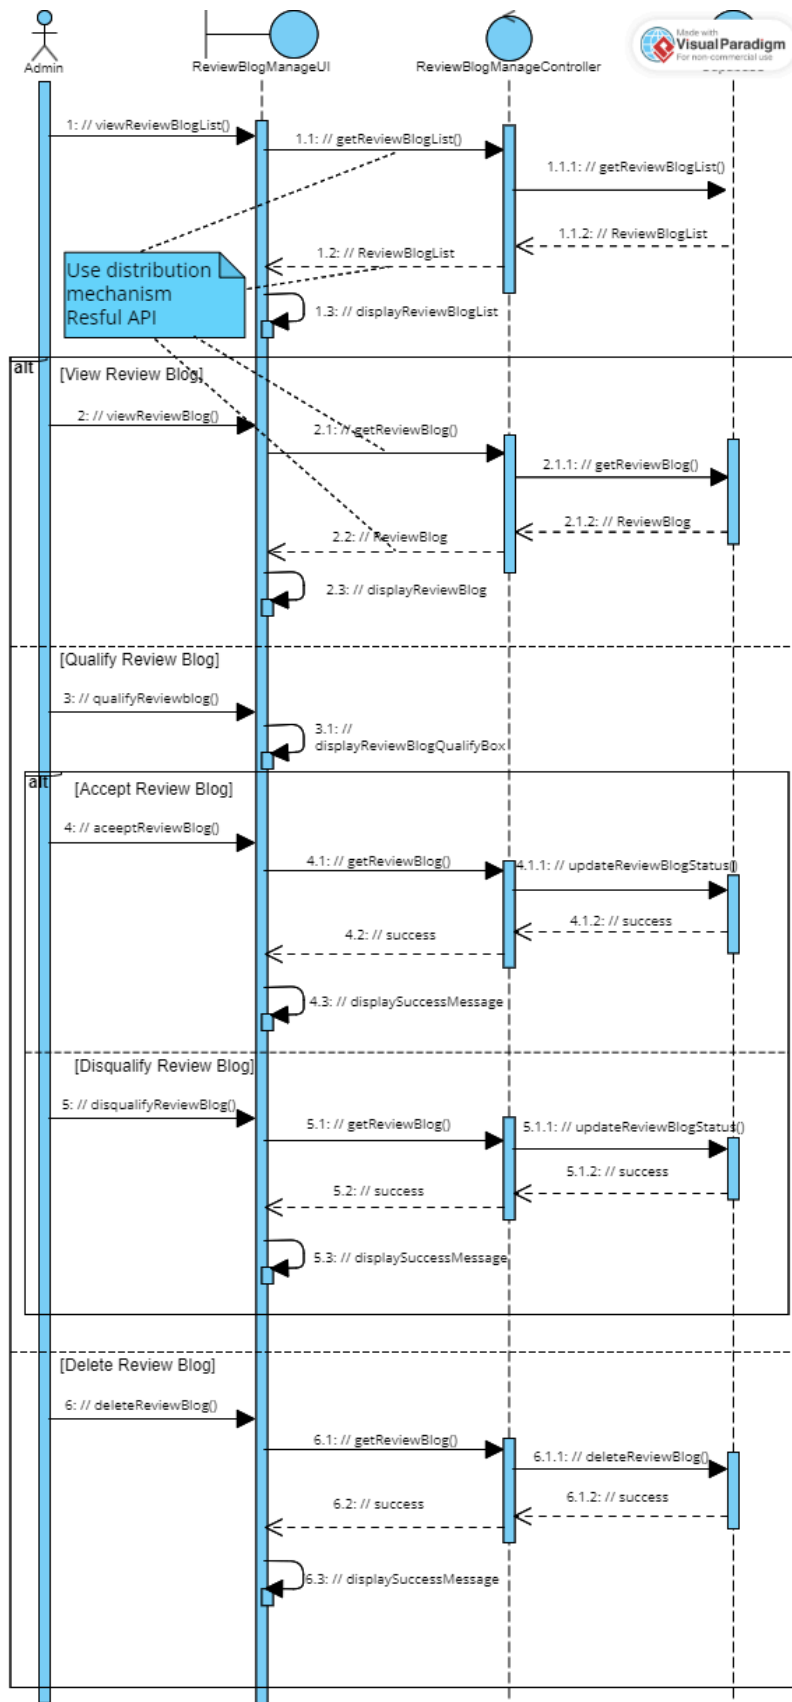 Made with
Visual Paradigm
For non-commercial use
Admin
ReviewBlogManageUI
ReviewBlogManageController
1: // viewReviewBlogList()
1.1: // getReviewBlogList()
1.1.1: // getReviewBlogList()
1.1.2: // ReviewBlogList
1.2: // ReviewBlogList
Use distribution
mechanism
Resful API
1.3: // displayReviewBlogList
alt
[View Review Blog]
2: // viewReviewBlog()
2.1: // getReviewBlog()
2.1.1: // getReviewBlog()
2.1.2: // ReviewBlog
2.2: // ReviewBlog
2.3: // displayReviewBlog
[Qualify Review Blog]
3: // qualifyReviewblog()
3.1: //
displayReviewBlogQualifyBox
alt
[Accept Review Blog]
4: // aceeptReviewBlog()
4.1: // getReviewBlog()
4.1.1: // updateReviewBlogStatus()
4.1.2: // success
4.2: // success
4.3: // displaySuccessMessage
[Disqualify Review Blog]
5: // disqualifyReviewBlog()
5.1: // getReviewBlog()
5.1.1: // updateReviewBlogStatus()
5.1.2: // success
5.2: // success
5.3: // displaySuccessMessage
[Delete Review Blog]
6: // deleteReviewBlog()
6.1: // getReviewBlog()
6.1.1: // deleteReviewBlog()
6.1.2: // success
6.2: // success
6.3: // displaySuccessMessage